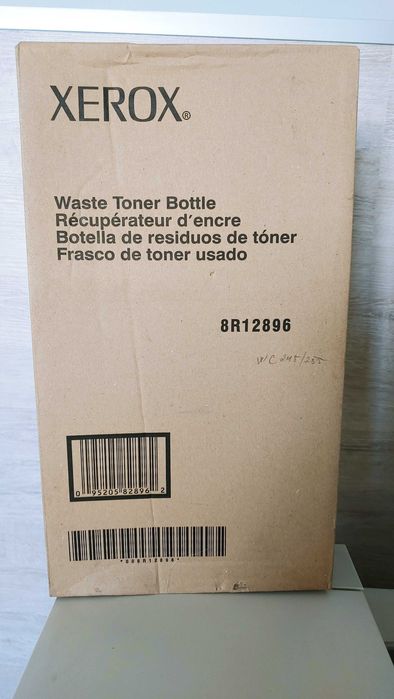 XEROX®
Waste Toner Bottle
Récupérateur d'encre
Botella de residuos de tóner
Frasco de toner usado
8R12896
WC 245/255
0 95205 82896 2
*008R12896*